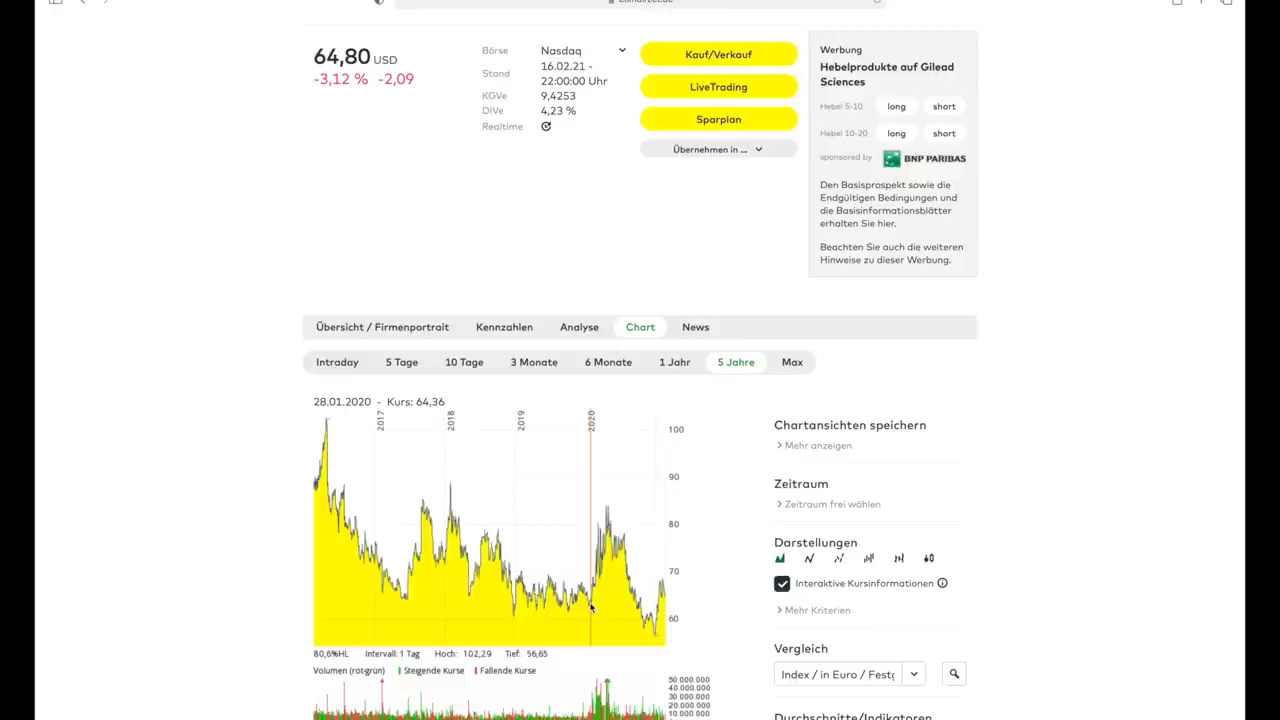 comdirect.de
64,80 USD
-3,12 % -2,09
Börse Nasdaq
Stand 16.02.21 -
22:00:00 Uhr
KGVe 9,4253
DIVe 4,23 %
Realtime
Kauf/Verkauf
LiveTrading
Sparplan
Übernehmen in ...
Werbung
Hebelprodukte auf Gilead
Sciences
Hebel 5-10 long short
Hebel 10-20 long short
sponsored by BNP PARIBAS
Den Basisprospekt sowie die
Endgültigen Bedingungen und
die Basisinformationsblätter
erhalten Sie hier.
Beachten Sie auch die weiteren
Hinweise zu dieser Werbung.
Übersicht / Firmenportrait Kennzahlen Analyse Chart News
Intraday 5 Tage 10 Tage 3 Monate 6 Monate 1 Jahr 5 Jahre Max
28.01.2020 - Kurs: 64,36
2017 2018 2019 2020
100
90
80
70
60
80,6%HL Intervall: 1 Tag Hoch: 102,29 Tief: 56,65
Volumen (rot-grün) Steigende Kurse Fallende Kurse
50.000.000
40.000.000
30.000.000
20.000.000
10.000.000
Chartansichten speichern
Mehr anzeigen
Zeitraum
Zeitraum frei wählen
Darstellungen
Interaktive Kursinformationen
Mehr Kriterien
Vergleich
Index / in Euro / Festg
Durchschnitte/Indikatoren